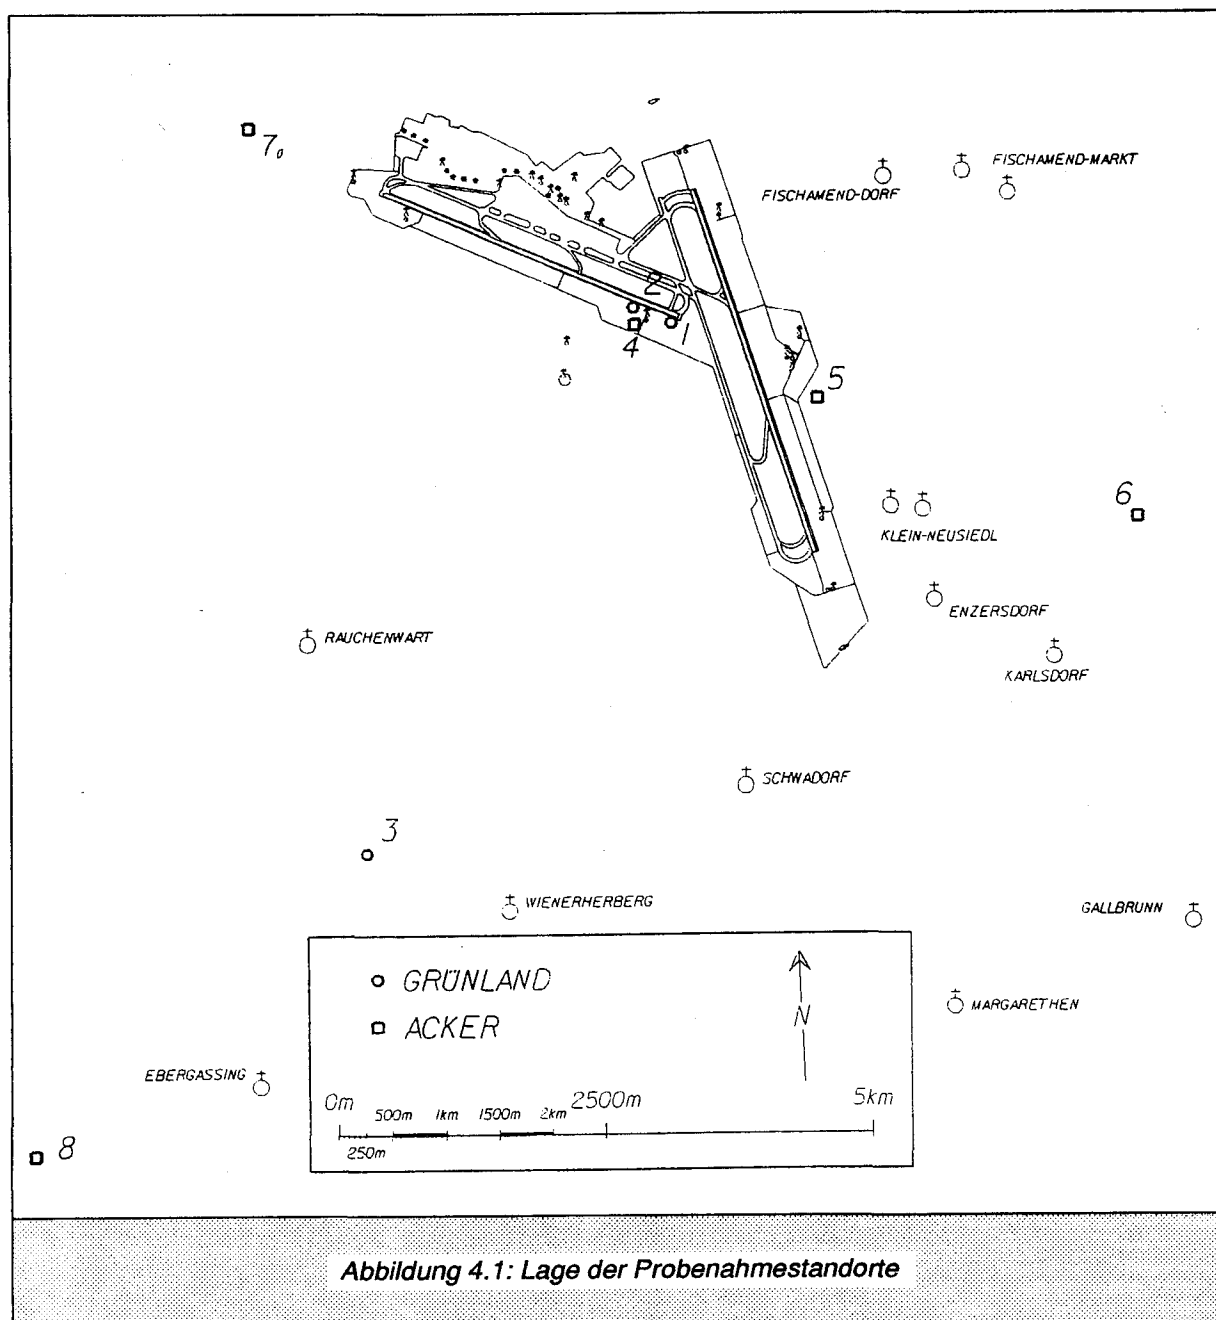 7
FISCHAMEND-MARKT
FISCHAMEND-DORF
2
1
4
5
6
KLEIN-NEUSIEDL
ENZERSDORF
RAUCHENWART
KARLSDORF
SCHWADORF
3
WIENERHERBERG
GALLBRUNN
GRÜNLAND
ACKER
N
MARGARETHEN
EBERGASSING
0m 500m 1km 1500m 2km 2500m 5km
250m
8
Abbildung 4.1: Lage der Probenahmestandorte